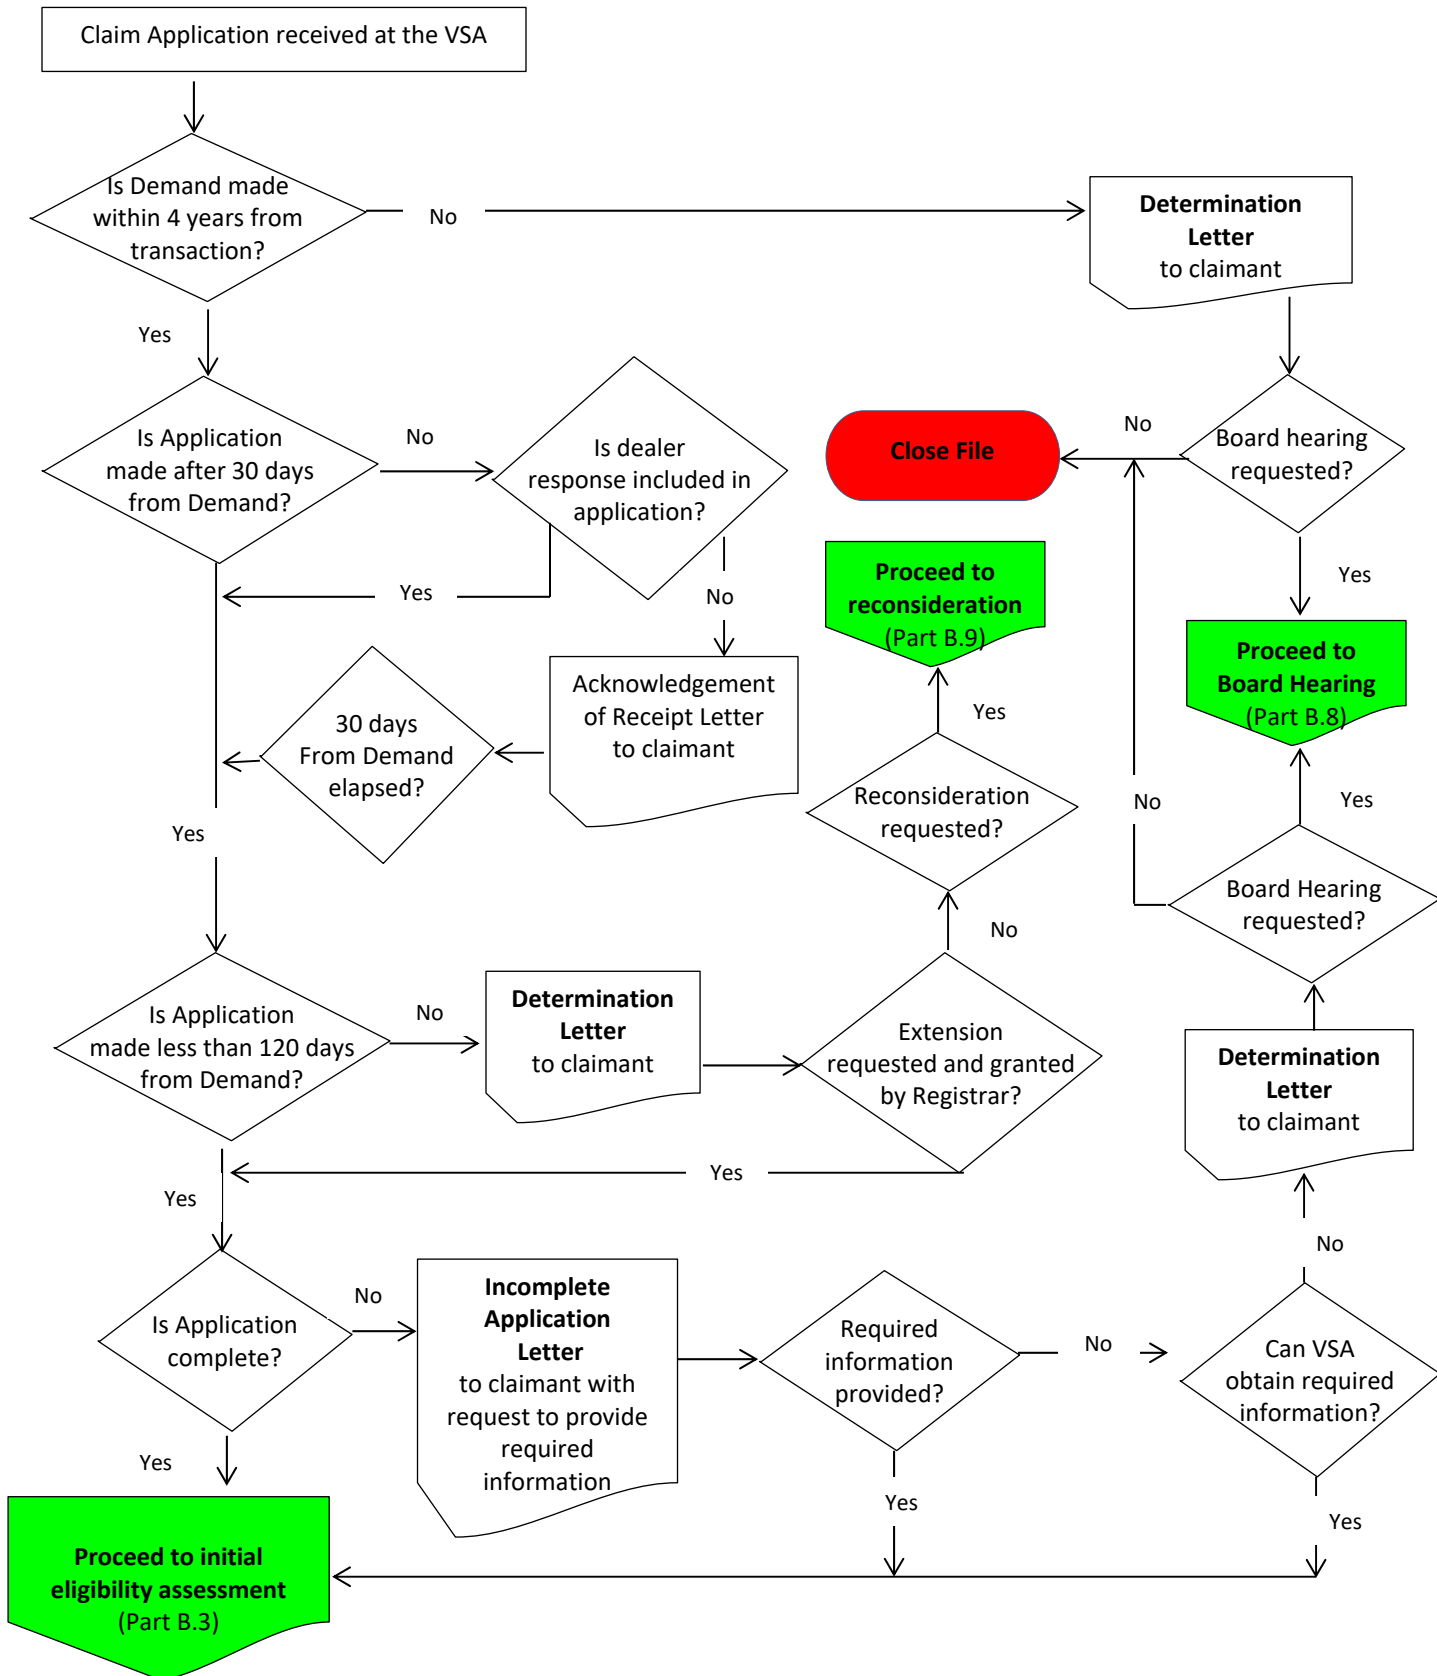 Claim Application received at the VSA
Is Demand made
within 4 years from
transaction?
No
Determination
Letter
to claimant
Yes
Is Application
made after 30 days
from Demand?
No
Is dealer
response included in
application?
Close File
No
Board hearing
requested?
Yes
No
Proceed to
reconsideration
(Part B.9)
Yes
Proceed to
Board Hearing
(Part B.8)
Acknowledgement
of Receipt Letter
to claimant
30 days
From Demand
elapsed?
Yes
Reconsideration
requested?
No
Yes
Yes
Board Hearing
requested?
No
Is Application
made less than 120 days
from Demand?
No
Determination
Letter
to claimant
Extension
requested and granted
by Registrar?
Determination
Letter
to claimant
Yes
Yes
No
Is Application
complete?
No
Incomplete
Application
Letter
to claimant with
request to provide
required
information
Required
information
provided?
No
Can VSA
obtain required
information?
Yes
Yes
Yes
Proceed to initial
eligibility assessment
(Part B.3)